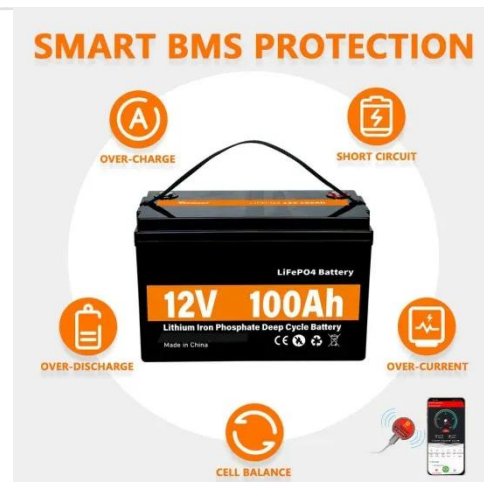 SMART BMS PROTECTION
OVER-CHARGE
SHORT CIRCUIT
LiFePO4 Battery
12V 100Ah
Lithium Iron Phosphate Deep Cycle Battery
Made in China
CE
OVER-DISCHARGE
OVER-CURRENT
CELL BALANCE